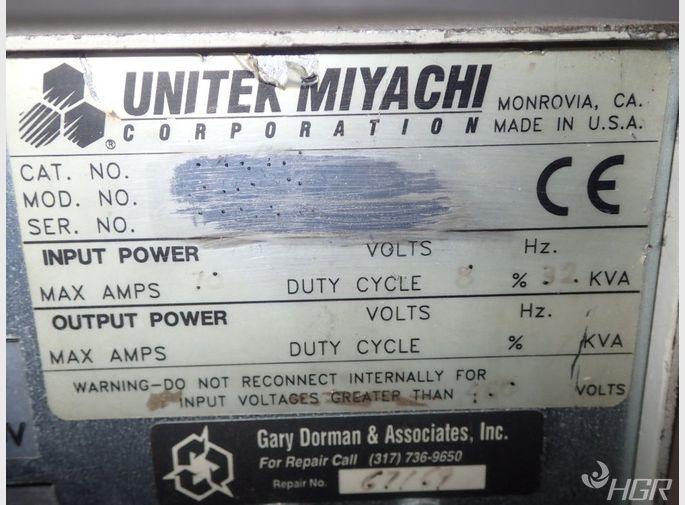 UNITEK MIYACHI
CORPORATION
®
MONROVIA, CA.
MADE IN U.S.A.
CAT. NO.
MOD. NO.
SER. NO.
CE
INPUT POWER VOLTS Hz.
MAX AMPS DUTY CYCLE 8 % 32 KVA
OUTPUT POWER VOLTS Hz.
MAX AMPS DUTY CYCLE % KVA
WARNING-DO NOT RECONNECT INTERNALLY FOR
INPUT VOLTAGES GREATER THAN VOLTS
V
Gary Dorman & Associates, Inc.
For Repair Call (317) 736-9650
Repair No.
HGR